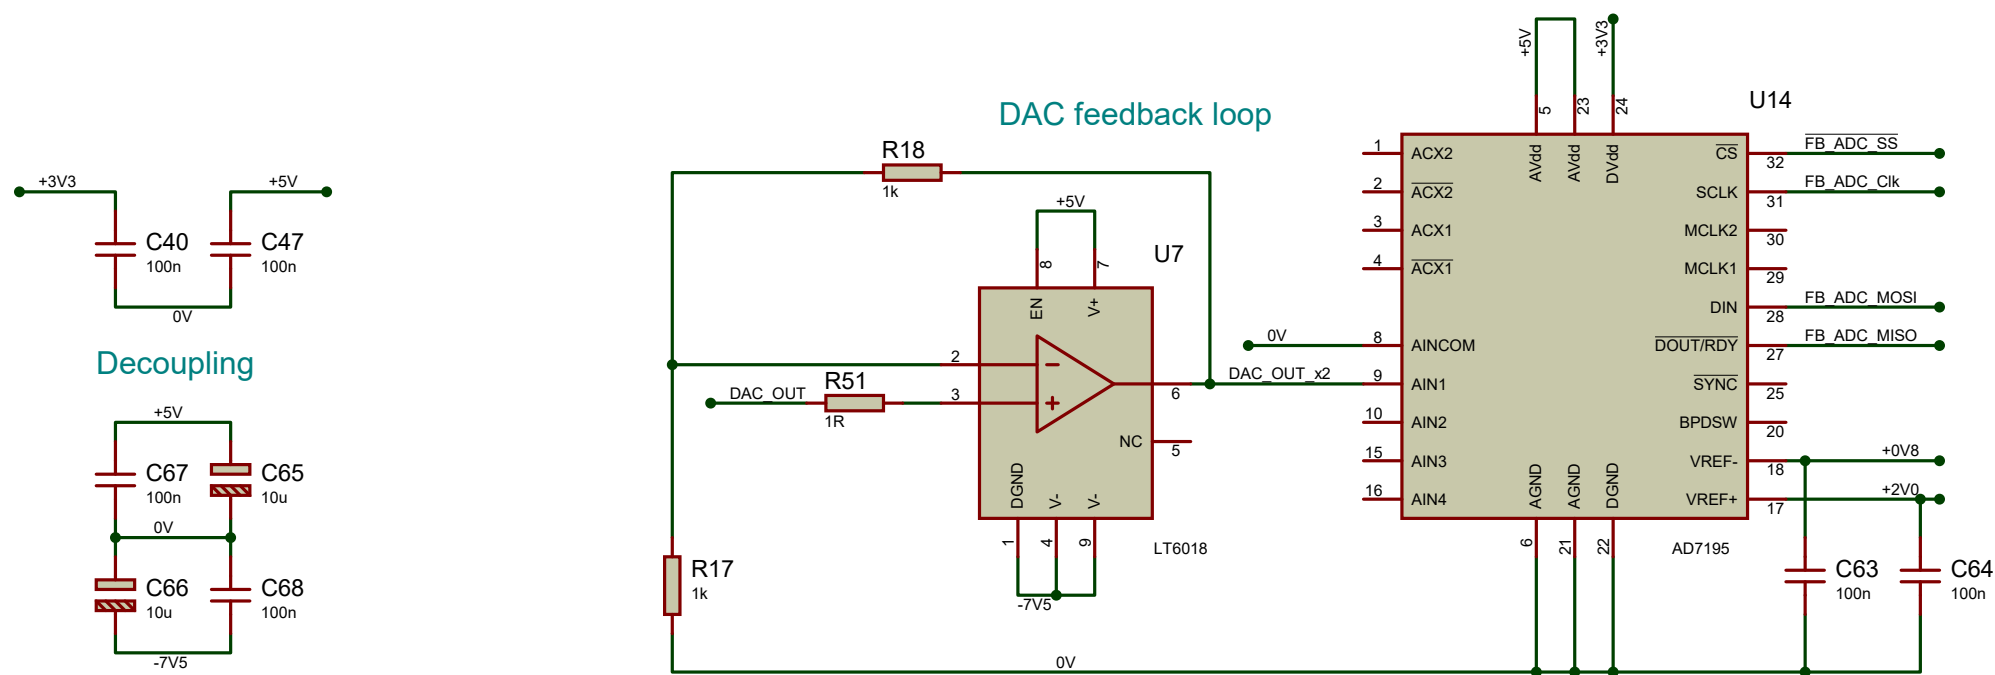 DAC feedback loop
+3V3
+5V
C40
100n
C47
100n
0V
Decoupling
+5V
C67
100n
C65
10u
0V
C66
10u
C68
100n
-7V5
R18
1k
+5V
U7
8
7
EN
V+
2
3
DAC_OUT
R51
1R
6
NC
5
DGND
V-
V-
1
4
9
LT6018
-7V5
R17
1k
0V
DAC_OUT_x2
0V
+5V
+3V3
5
23
24
U14
AVdd
AVdd
DVdd
1
ACX2
2
ACX2
3
ACX1
4
ACX1
8
AINCOM
9
AIN1
10
AIN2
15
AIN3
16
AIN4
CS
32
FB_ADC_SS
SCLK
31
FB_ADC_Clk
MCLK2
30
MCLK1
29
DIN
28
FB_ADC_MOSI
DOUT/RDY
27
FB_ADC_MISO
SYNC
25
BPDSW
20
VREF-
18
+0V8
VREF+
17
+2V0
AGND
AGND
DGND
6
21
22
AD7195
C63
100n
C64
100n